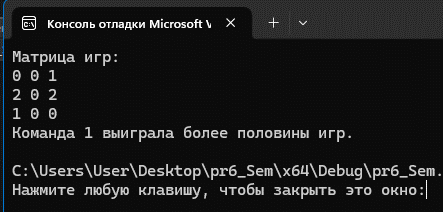 Консоль отладки Microsoft V
Матрица игр:
0 0 1
2 0 2
1 0 0
Команда 1 выиграла более половины игр.
C:\Users\User\Desktop\pr6_Sem\x64\Debug\pr6_Sem.
Нажмите любую клавишу, чтобы закрыть это окно: